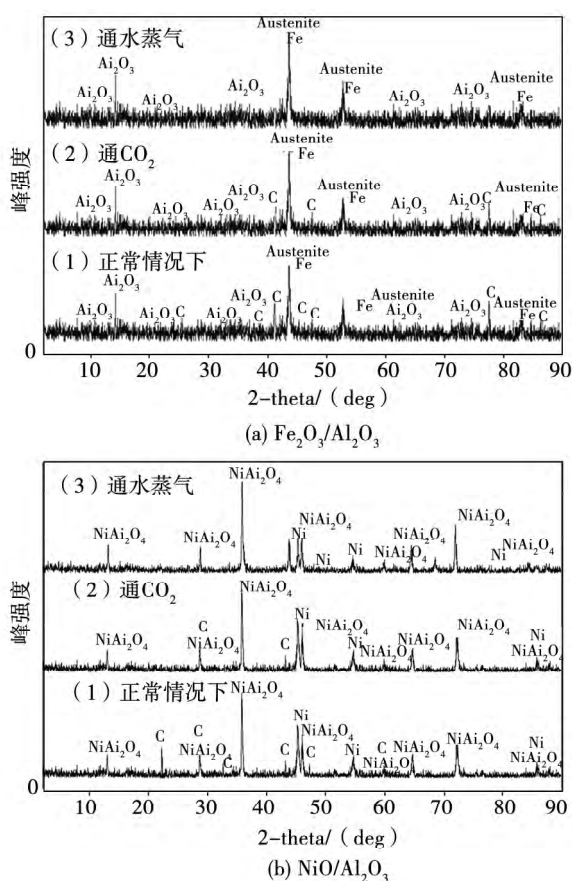 (3)通水蒸气
Austenite
Fe
Ai₂O₃
Ai₂O₃
Ai₂O₃
Ai₂O₃
Austenite
Fe
Ai₂O₃
Ai₂O₃
Austenite
Fe
(2)通CO₂
Austenite
Fe
Ai₂O₃
Ai₂O₃
Ai₂O₃
Ai₂O₃
Ai₂O₃
C
C
Austenite
Fe
Ai₂O₃
Ai₂O₃
C
Austenite
Fe
C
(1)正常情况下
Austenite
Fe
Ai₂O₃
Ai₂O₃
Ai₂O₃
C
Ai₂O₃
Ai₂O₃
C
C
C
C
Austenite
Fe
Ai₂O₃
Ai₂O₃
C
Austenite
Fe
C
峰强度
0
10 20 30 40 50 60 70 80 90
2-theta/(deg)
(a) Fe₂O₃/Al₂O₃
(3)通水蒸气
NiAi₂O₄
NiAi₂O₄
NiAi₂O₄
Ni
NiAi₂O₄
Ni
Ni
NiAi₂O₄
NiAi₂O₄
NiAi₂O₄
Ni
NiAi₂O₄
(2)通CO₂
NiAi₂O₄
NiAi₂O₄
C
NiAi₂O₄
C
Ni
NiAi₂O₄
Ni
NiAi₂O₄
NiAi₂O₄
NiAi₂O₄
Ni
NiAi₂O₄
(1)正常情况下
NiAi₂O₄
NiAi₂O₄
C
C
NiAi₂O₄
C
C
Ni
NiAi₂O₄
C
Ni
C
NiAi₂O
NiAi₂O₄
NiAi₂O₄
Ni
NiAi₂O₄
峰强度
0
10 20 30 40 50 60 70 80 90
2-theta/(deg)
(b) NiO/Al₂O₃